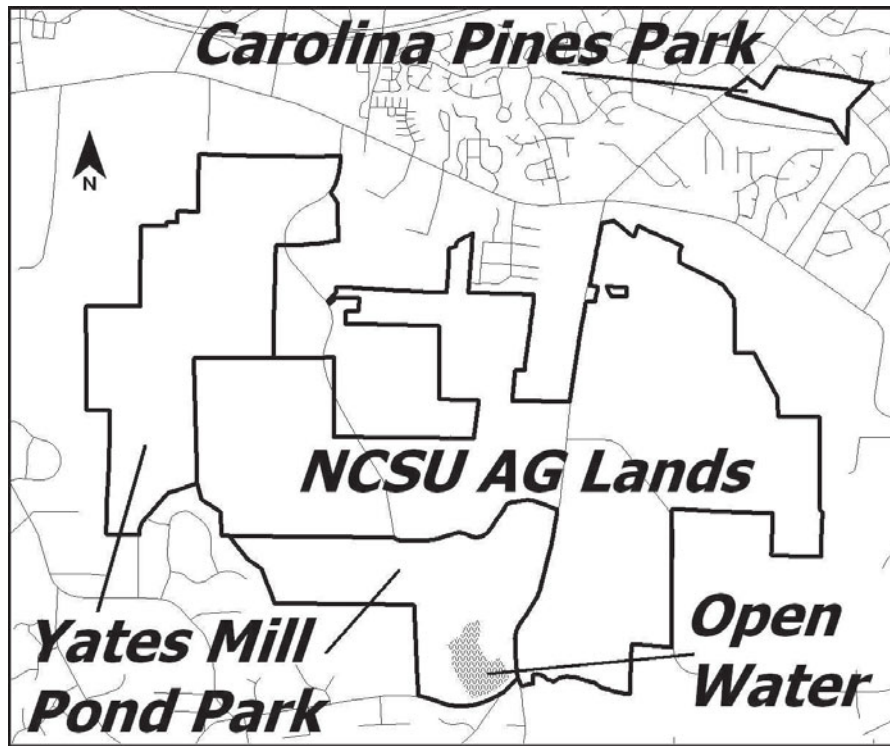 Carolina Pines Park
N
NCSU AG Lands
Yates Mill
Pond Park
Open
Water